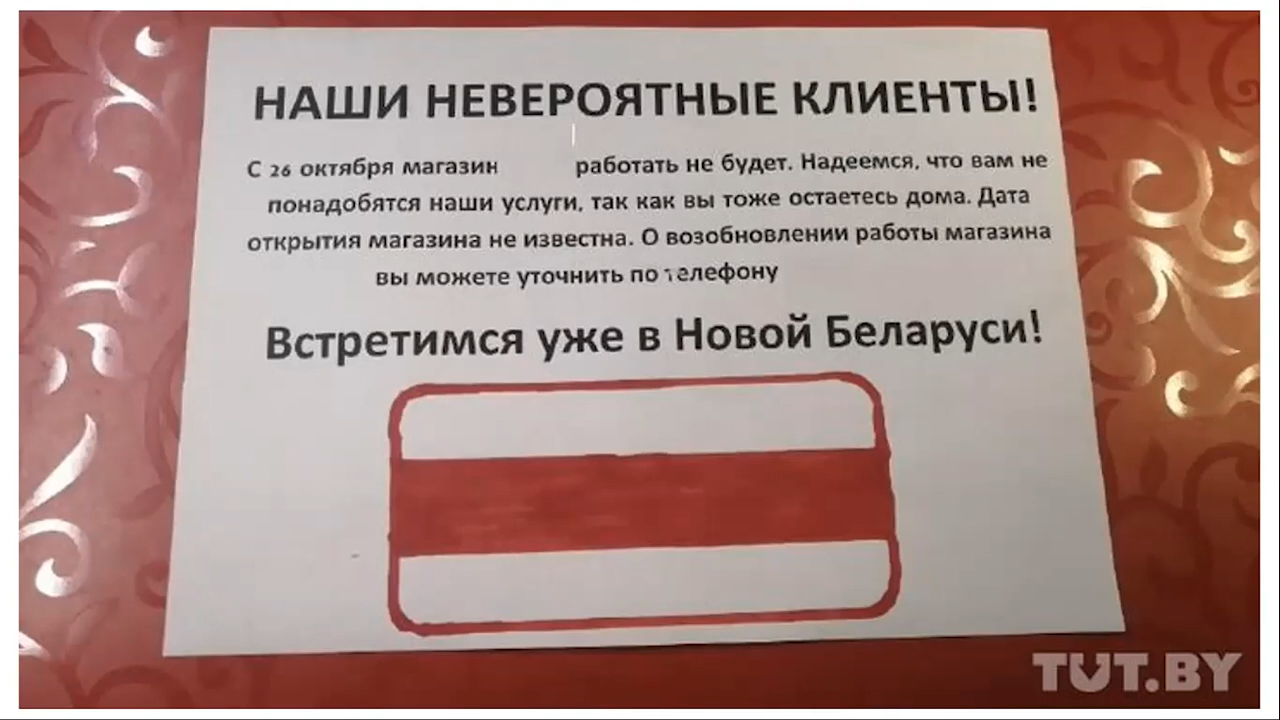 НАШИ НЕВЕРОЯТНЫЕ КЛИЕНТЫ!
С 26 октября магазин работать не будет. Надеемся, что вам не
понадобятся наши услуги, так как вы тоже остаетесь дома. Дата
открытия магазина не известна. О возобновлении работы магазина
вы можете уточнить по телефону
Встретимся уже в Новой Беларуси!
TUT.BY